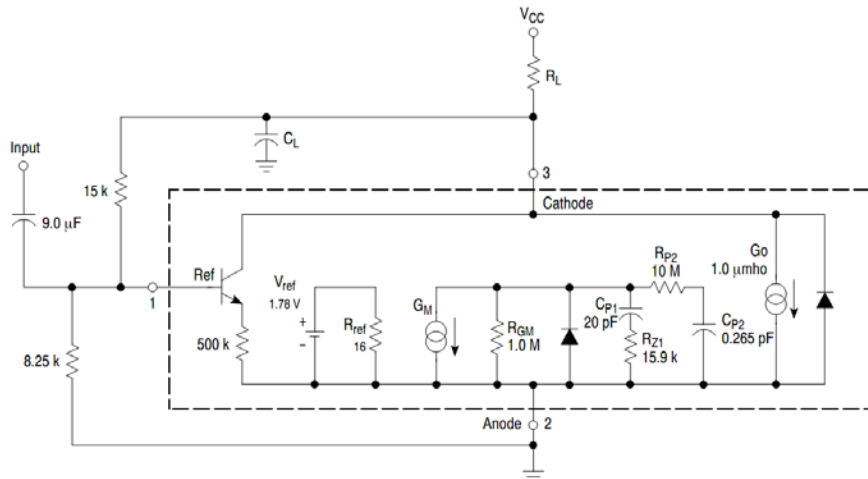 VCC
RL
Input
CL
15 k
3
Cathode
9.0 µF
Ref
1
Vref
1.78 V
+
-
Rref
16
500 k
GM
RGM
1.0 M
RP2
10 M
CP1
20 pF
RZ1
15.9 k
CP2
0.265 pF
Go
1.0 µmho
8.25 k
Anode
2